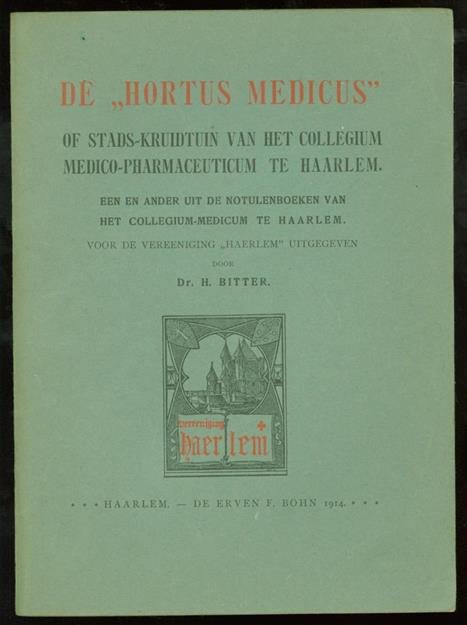 DE „HORTUS MEDICUS”
OF STADS-KRUIDTUIN VAN HET COLLEGIUM
MEDICO-PHARMACEUTICUM TE HAARLEM.
EEN EN ANDER UIT DE NOTULENBOEKEN VAN
HET COLLEGIUM-MEDICUM TE HAARLEM.
VOOR DE VEREENIGING „HAERLEM” UITGEGEVEN
DOOR
Dr. H. BITTER.
vereeniging
haerlem
* * * HAARLEM. — DE ERVEN F. BOHN 1914. * * *